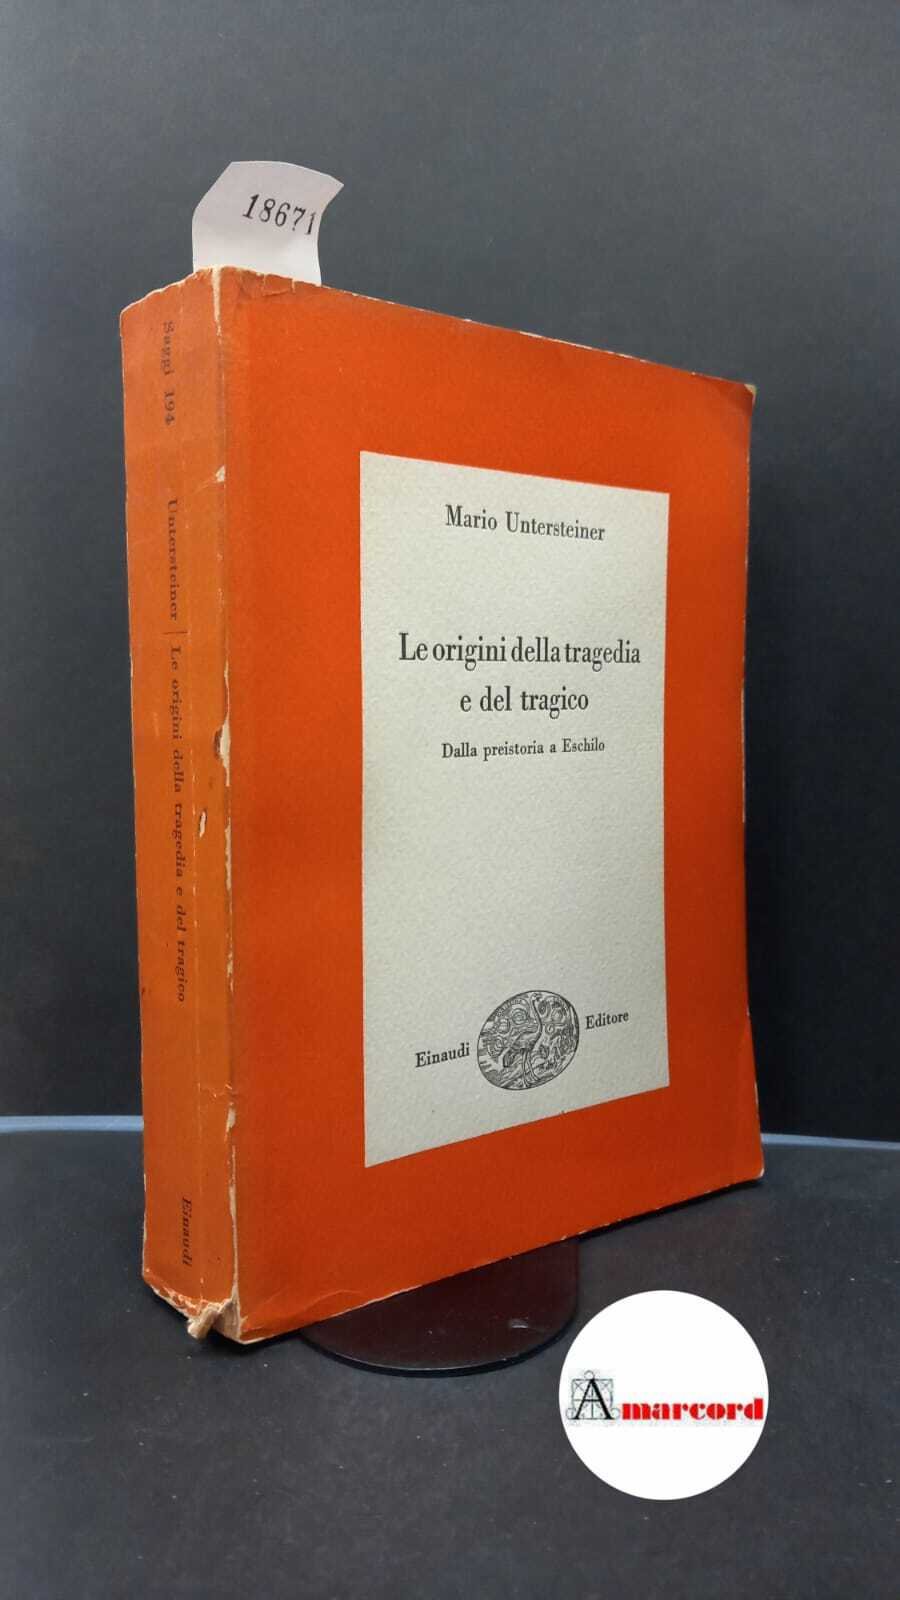 18671
Saggi 194
Untersteiner | Le origini della tragedia e del tragico
Einaudi
Mario Untersteiner
Le origini della tragedia
e del tragico
Dalla preistoria a Eschilo
Einaudi
Editore
Amarcord